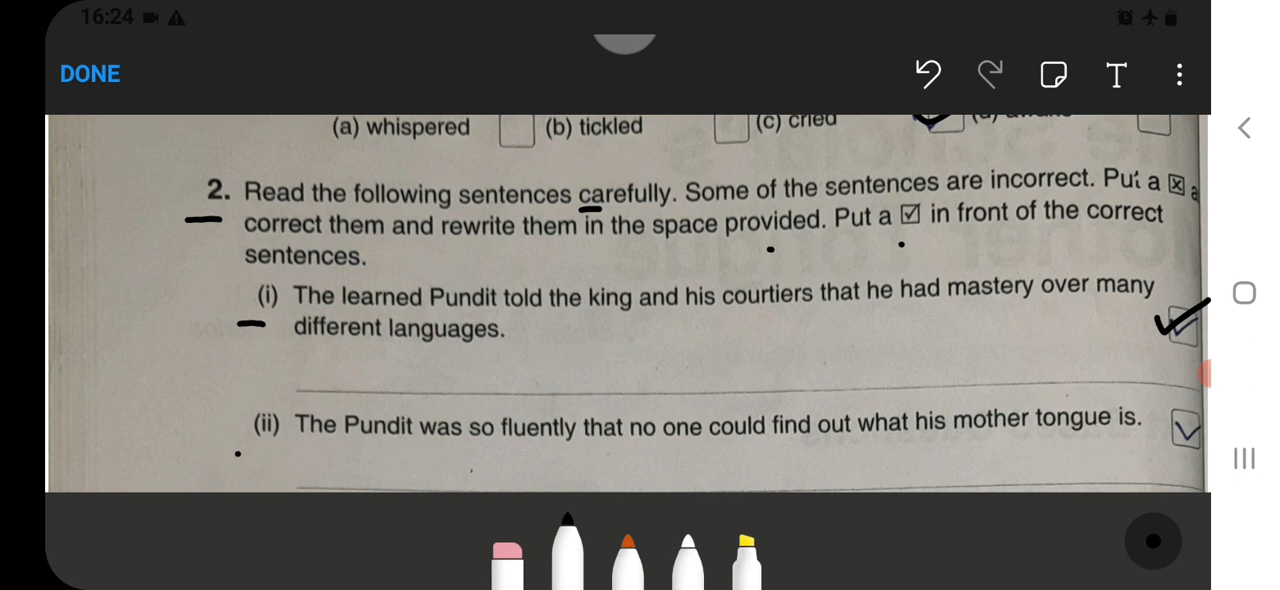 16:24
DONE
T
(a) whispered (b) tickled (c) cried
2. Read the following sentences carefully. Some of the sentences are incorrect. Put a ☒ a
correct them and rewrite them in the space provided. Put a ☑ in front of the correct
sentences.
(i) The learned Pundit told the king and his courtiers that he had mastery over many
different languages.
(ii) The Pundit was so fluently that no one could find out what his mother tongue is.